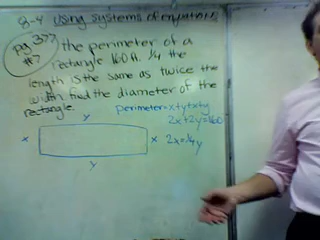 8-4 Using systems of equations
pg 377
#7
the perimeter of a
rectangle 160 ft. 1/4 the
length is the same as twice the
width. find the diameter of the
rectangle.
perimeter=x+y+x+y
2x+2y=160
y
x
x 2x=1/4y
y